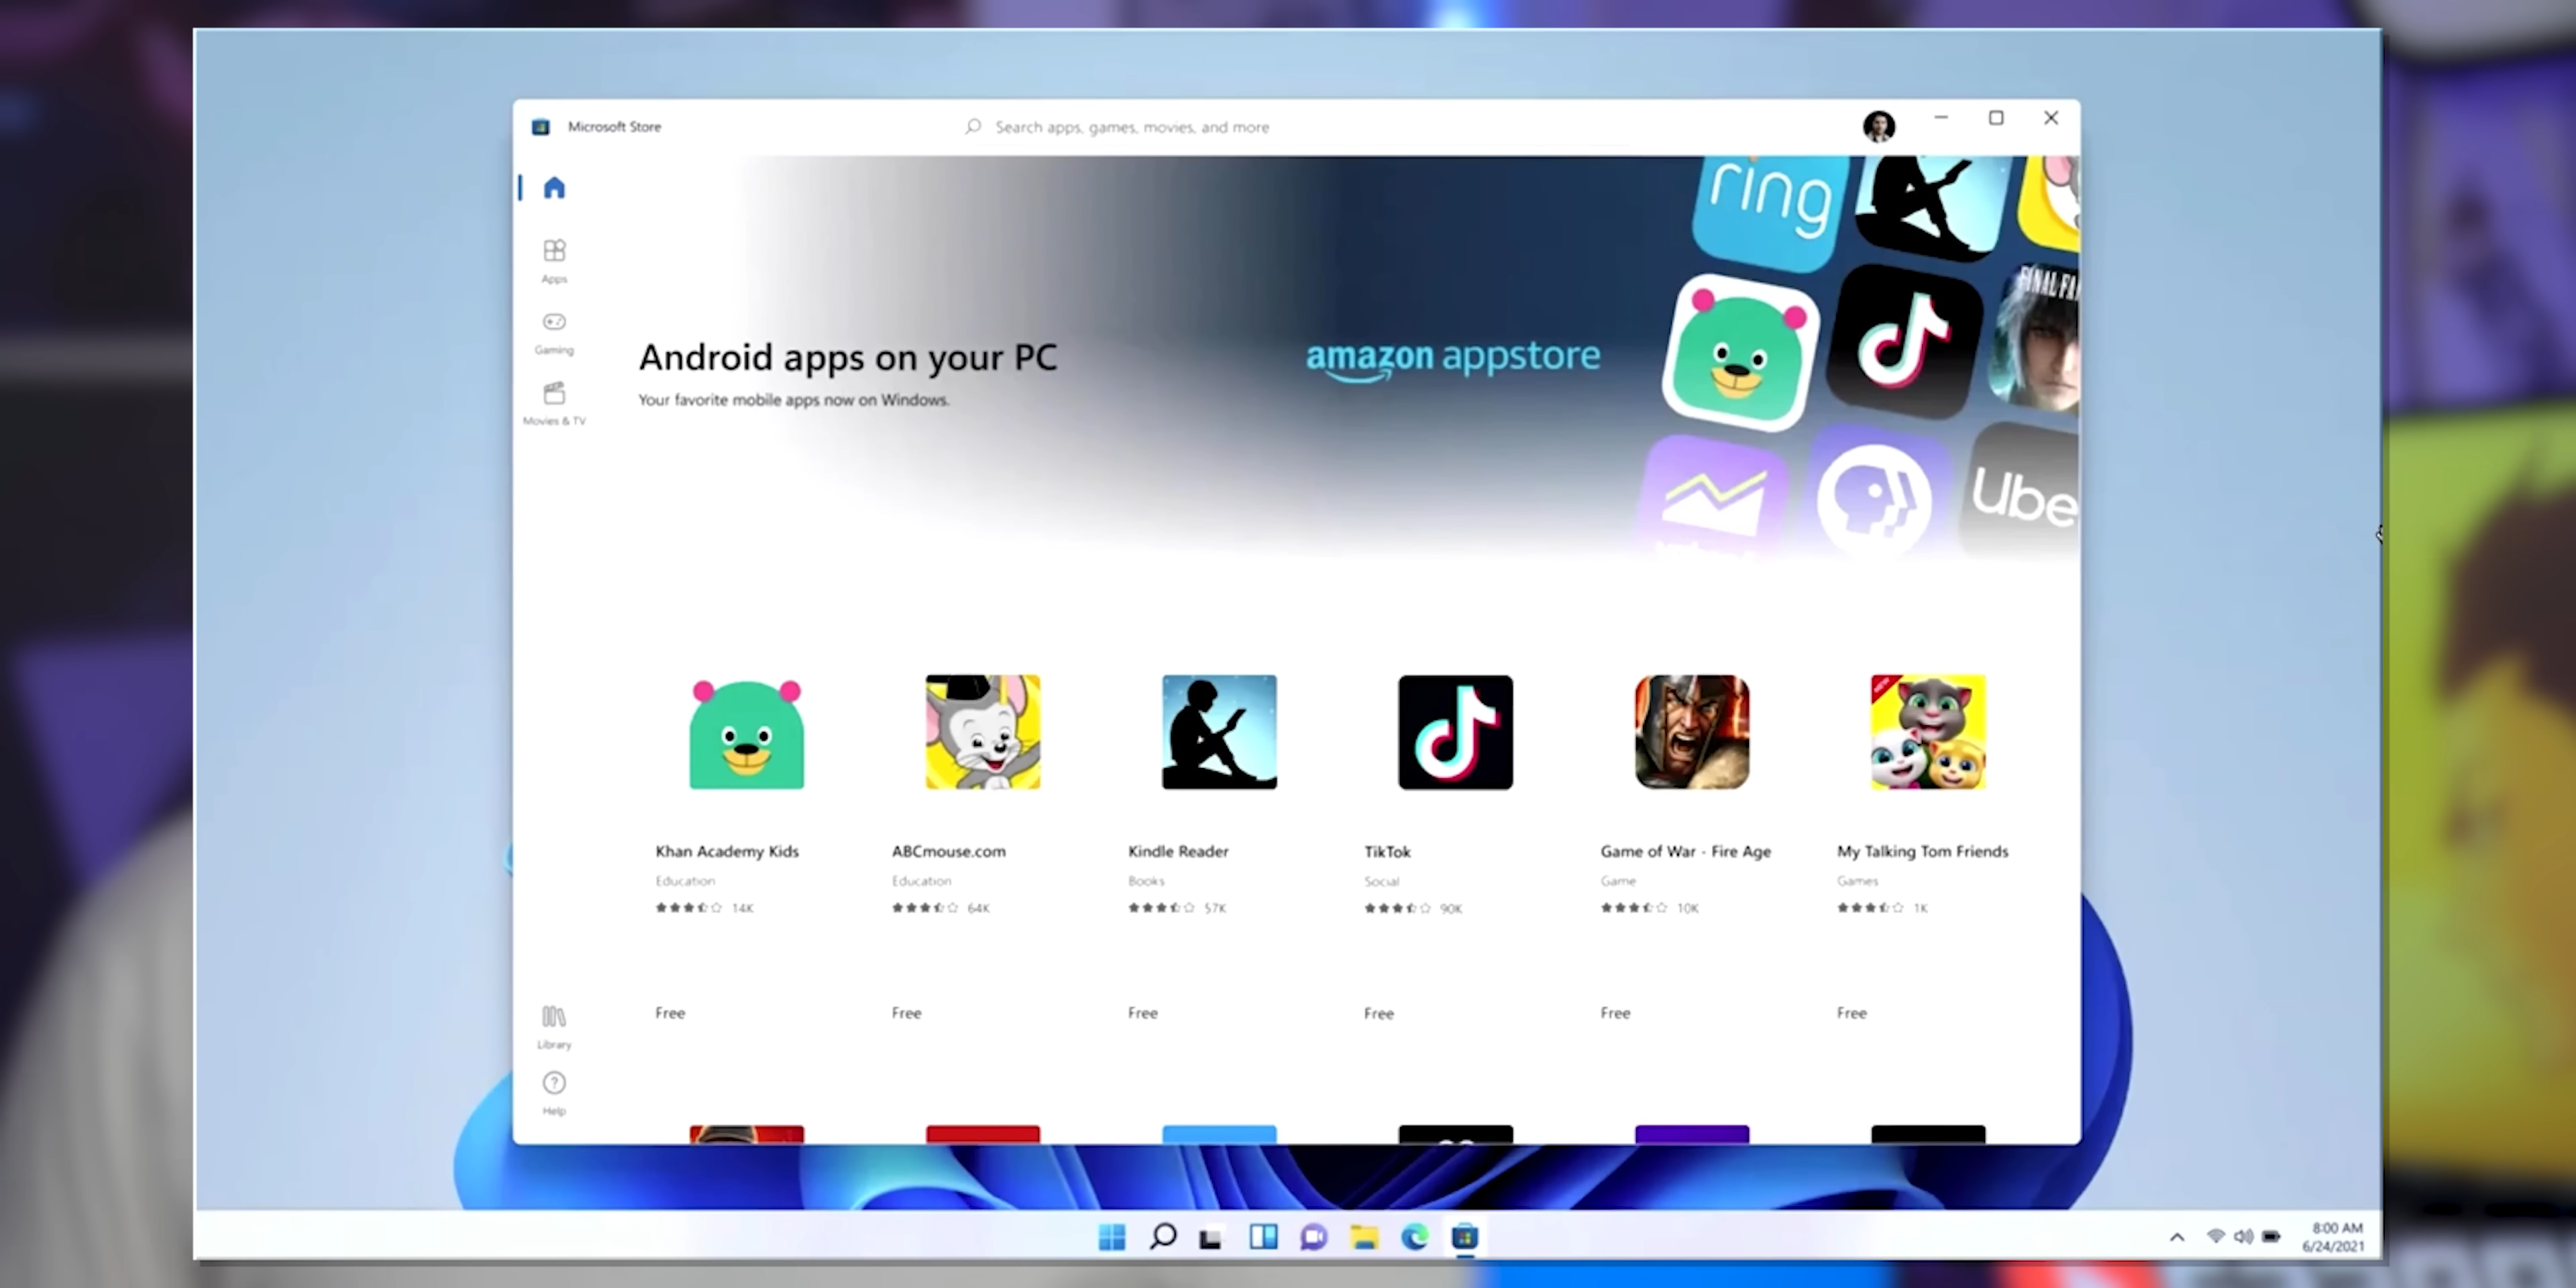 Microsoft Store
Search apps, games, movies, and more
ring
Apps
FINAL FA
Gaming
Android apps on your PC
amazon appstore
Your favorite mobile apps now on Windows.
Movies & TV
Ube
NEW
Khan Academy Kids
ABCmouse.com
Kindle Reader
TikTok
Game of War - Fire Age
My Talking Tom Friends
Education
Education
Books
Social
Game
Games
14K
64K
57K
90K
10K
1K
Free
Free
Free
Free
Free
Free
Library
Help
8:00 AM
6/24/2021